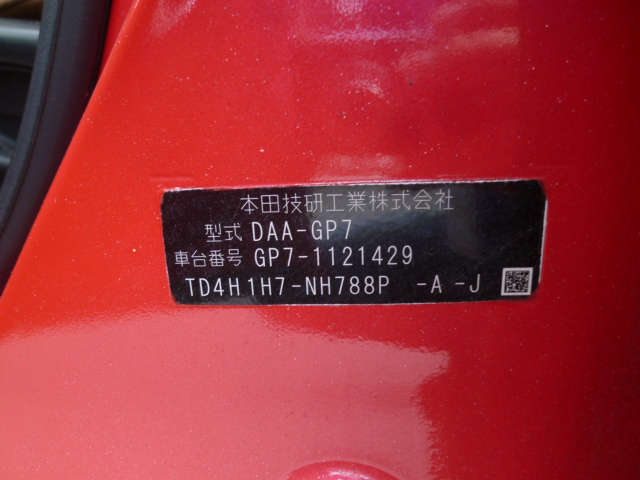 本田技研工業株式会社
型式 DAA-GP7
車台番号 GP7-1121429
TD4H1H7-NH788P -A -J